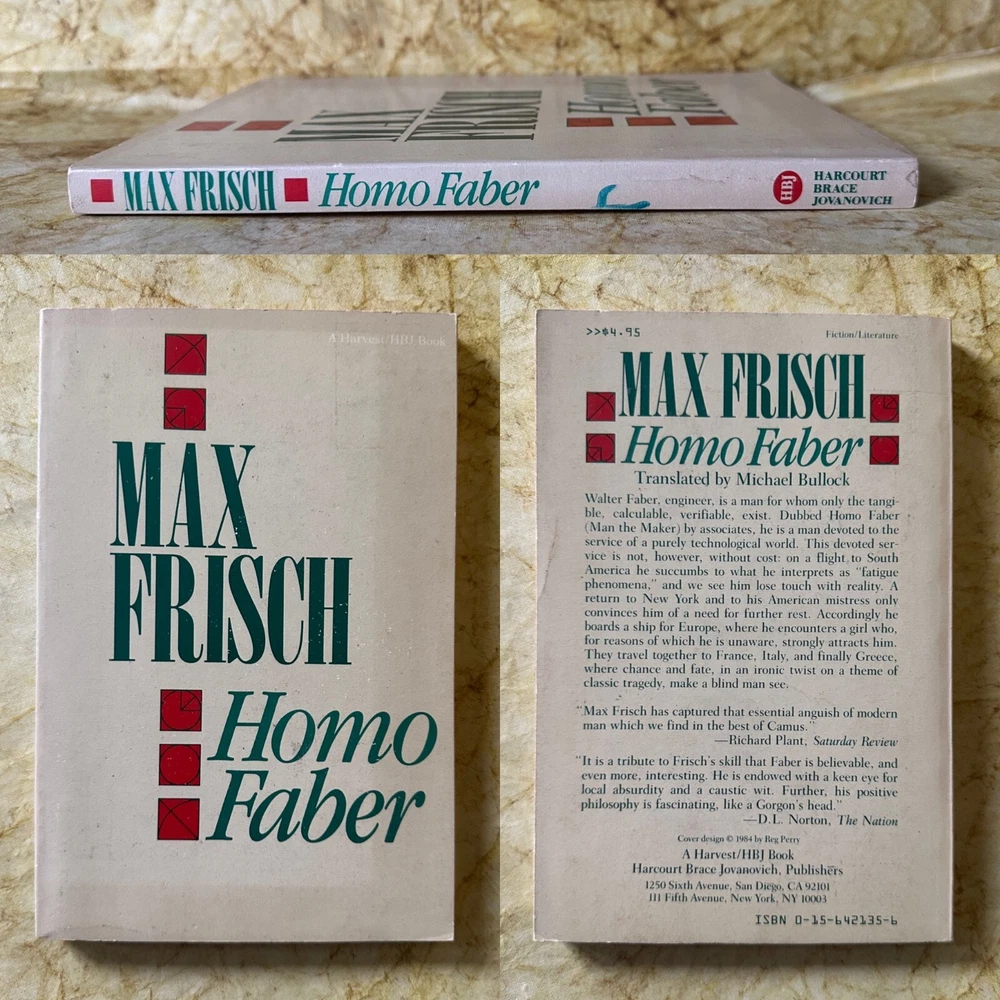 MAX FRISCH Homo Faber HBJ HARCOURT
BRACE
JOVANOVICH
MAX
FRISCH
Homo
Faber
A Harvest/HBJ Book
MAX
FRISCH
Homo
Faber
>>$4.95 Fiction/Literature
MAX FRISCH
Homo Faber
Translated by Michael Bullock
Walter Faber, engineer, is a man for whom only the tangi-
ble, calculable, verifiable, exist. Dubbed Homo Faber
(Man the Maker) by associates, he is a man devoted to the
service of a purely technological world. This devoted ser-
vice is not, however, without cost: on a flight to South
America he succumbs to what he interprets as "fatigue
phenomena," and we see him lose touch with reality. A
return to New York and to his American mistress only
convinces him of a need for further rest. Accordingly he
boards a ship for Europe, where he encounters a girl who,
for reasons of which he is unaware, strongly attracts him.
They travel together to France, Italy, and finally Greece,
where chance and fate, in an ironic twist on a theme of
classic tragedy, make a blind man see.
"Max Frisch has captured that essential anguish of modern
man which we find in the best of Camus."
—Richard Plant, Saturday Review
"It is a tribute to Frisch's skill that Faber is believable, and
even more, interesting. He is endowed with a keen eye for
local absurdity and a caustic wit. Further, his positive
philosophy is fascinating, like a Gorgon's head."
—D.L. Norton, The Nation
Cover design © 1984 by Reg Perry
A Harvest/HBJ Book
Harcourt Brace Jovanovich, Publishers
1250 Sixth Avenue, San Diego, CA 92101
111 Fifth Avenue, New York, NY 10003
ISBN 0-15-642135-6